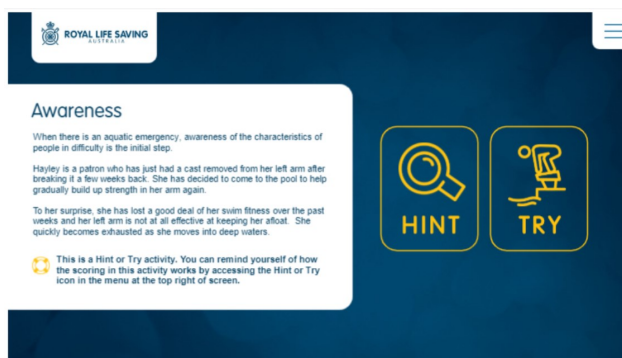 ROYAL LIFE SAVING
AUSTRALIA
Awareness
When there is an aquatic emergency, awareness of the characteristics of
people in difficulty is the initial step.
Hayley is a patron who has just had a cast removed from her left arm after
breaking it a few weeks back. She has decided to come to the pool to help
gradually build up strength in her arm again.
To her surprise, she has lost a good deal of her swim fitness over the past
weeks and her left arm is not at all effective at keeping her afloat. She
quickly becomes exhausted as she moves into deep waters.
This is a Hint or Try activity. You can remind yourself of how
the scoring in this activity works by accessing the Hint or Try
icon in the menu at the top right of screen.
HINT
TRY